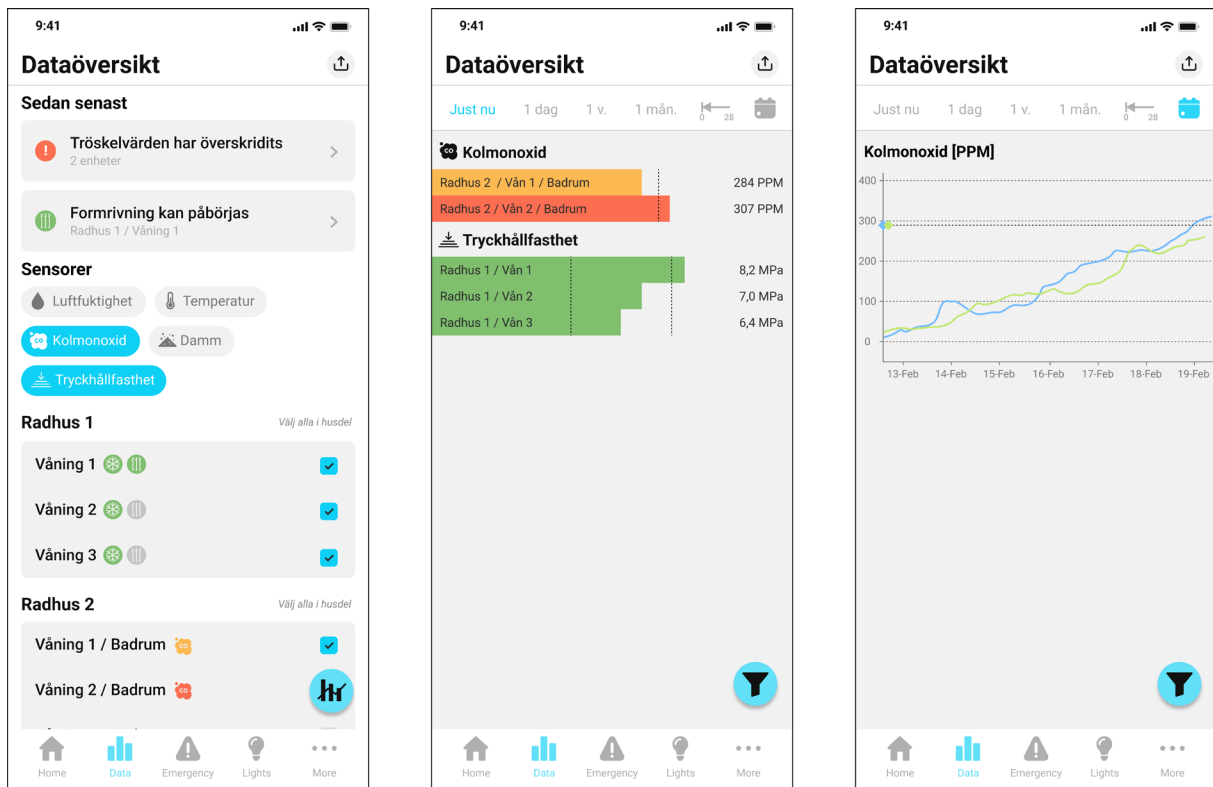 9:41
Dataöversikt
Sedan senast
!
Tröskelvärden har överskridits
2 enheter
Formrivning kan påbörjas
Radhus 1 / Våning 1
Sensorer
Luftfuktighet
Temperatur
CO
Kolmonoxid
Damm
Tryckhållfasthet
Radhus 1
Välj alla i husdel
Våning 1
Våning 2
Våning 3
Radhus 2
Välj alla i husdel
Våning 1 / Badrum
CO
Våning 2 / Badrum
CO
Home
Data
Emergency
Lights
More
9:41
Dataöversikt
Just nu
1 dag
1 v.
1 mån.
0 28
CO
Kolmonoxid
Radhus 2 / Vån 1 / Badrum 284 PPM
Radhus 2 / Vån 2 / Badrum 307 PPM
Tryckhållfasthet
Radhus 1 / Vån 1 8,2 MPa
Radhus 1 / Vån 2 7,0 MPa
Radhus 1 / Vån 3 6,4 MPa
Home
Data
Emergency
Lights
More
9:41
Dataöversikt
Just nu
1 dag
1 v.
1 mån.
0 28
Kolmonoxid [PPM]
400
300
200
100
0
13-Feb 14-Feb 15-Feb 16-Feb 17-Feb 18-Feb 19-Feb
Home
Data
Emergency
Lights
More